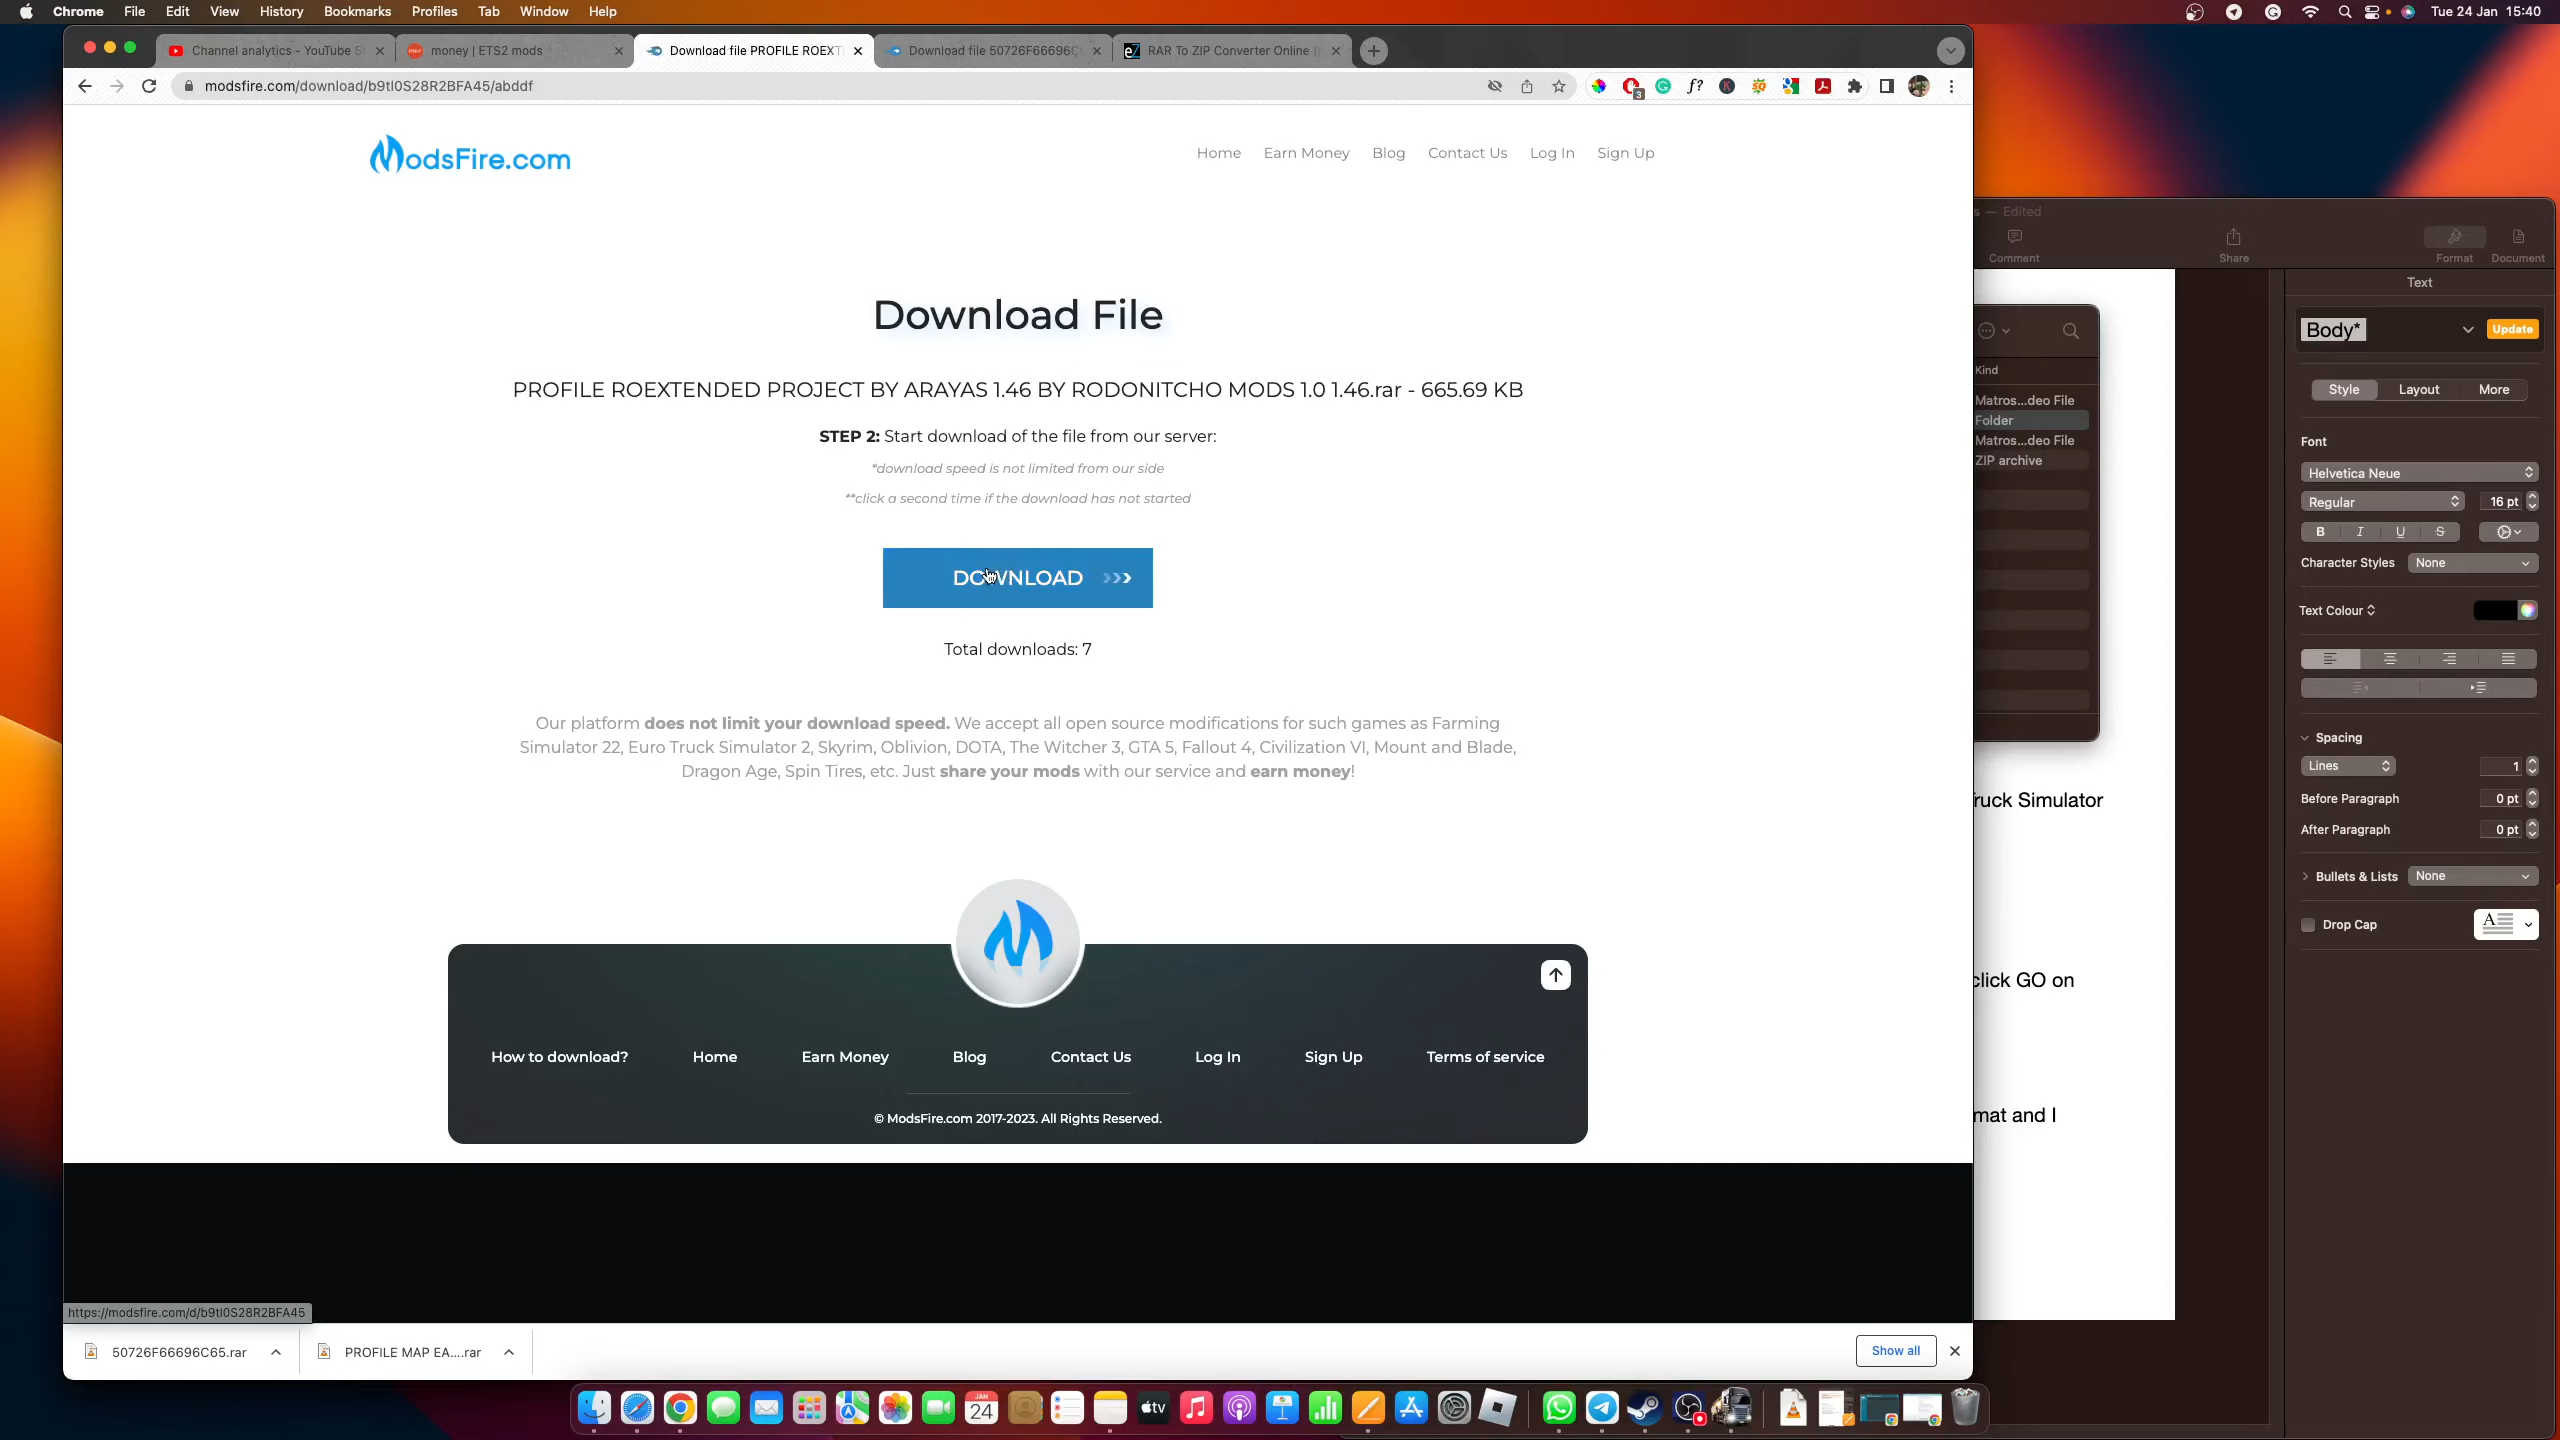 Chrome File Edit View History Bookmarks Profiles Tab Window Help Tue 24 Jan 15:40
Channel analytics - YouTube S
money | ETS2 mods
Download file PROFILE ROEXT
Download file 50726F66696C6
RAR To ZIP Converter Online
modsfire.com/download/b9tI0S28R2BFA45/abddf
3
ModsFire.com
Home Earn Money Blog Contact Us Log In Sign Up
Download File
PROFILE ROEXTENDED PROJECT BY ARAYAS 1.46 BY RODONITCHO MODS 1.0 1.46.rar - 665.69 KB
STEP 2: Start download of the file from our server:
*download speed is not limited from our side
**click a second time if the download has not started
DOWNLOAD >>>
Total downloads: 7
Our platform does not limit your download speed. We accept all open source modifications for such games as Farming
Simulator 22, Euro Truck Simulator 2, Skyrim, Oblivion, DOTA, The Witcher 3, GTA 5, Fallout 4, Civilization VI, Mount and Blade,
Dragon Age, Spin Tires, etc. Just share your mods with our service and earn money!
How to download? Home Earn Money Blog Contact Us Log In Sign Up Terms of service
© ModsFire.com 2017-2023. All Rights Reserved.
https://modsfire.com/d/b9tI0S28R2BFA45
50726F66696C65.rar
PROFILE MAP EA....rar
Show all
s — Edited
Comment Share Format Document
Text
Body* Update
Style Layout More
Font
Helvetica Neue
Regular 16 pt
B I U S
Character Styles None
Text Colour
Spacing
Lines 1
Before Paragraph 0 pt
After Paragraph 0 pt
Bullets & Lists None
Drop Cap
A
Kind
Matros...deo File
Folder
Matros...deo File
ZIP archive
Truck Simulator
click GO on
mat and I
JAN
24
tv